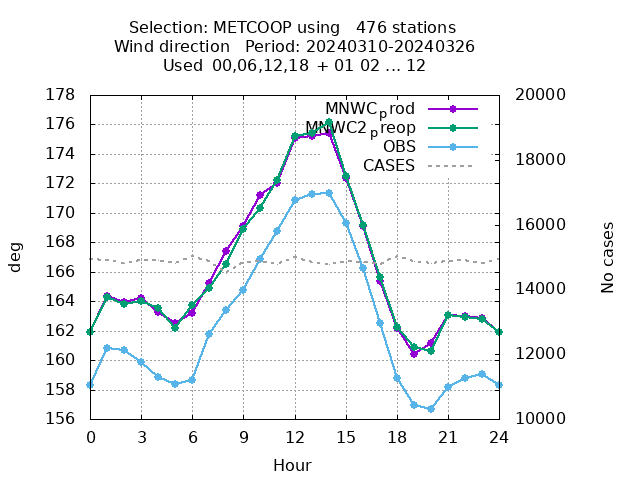 Selection: METCOOP using 476 stations
Wind direction Period: 20240310-20240326
Used 00,06,12,18 + 01 02 ... 12
178
176
174
172
170
168
166
164
162
160
158
156
deg
MNWC_prod
MNWC2_preop
OBS
CASES
20000
18000
16000
14000
12000
10000
No cases
0 3 6 9 12 15 18 21 24
Hour